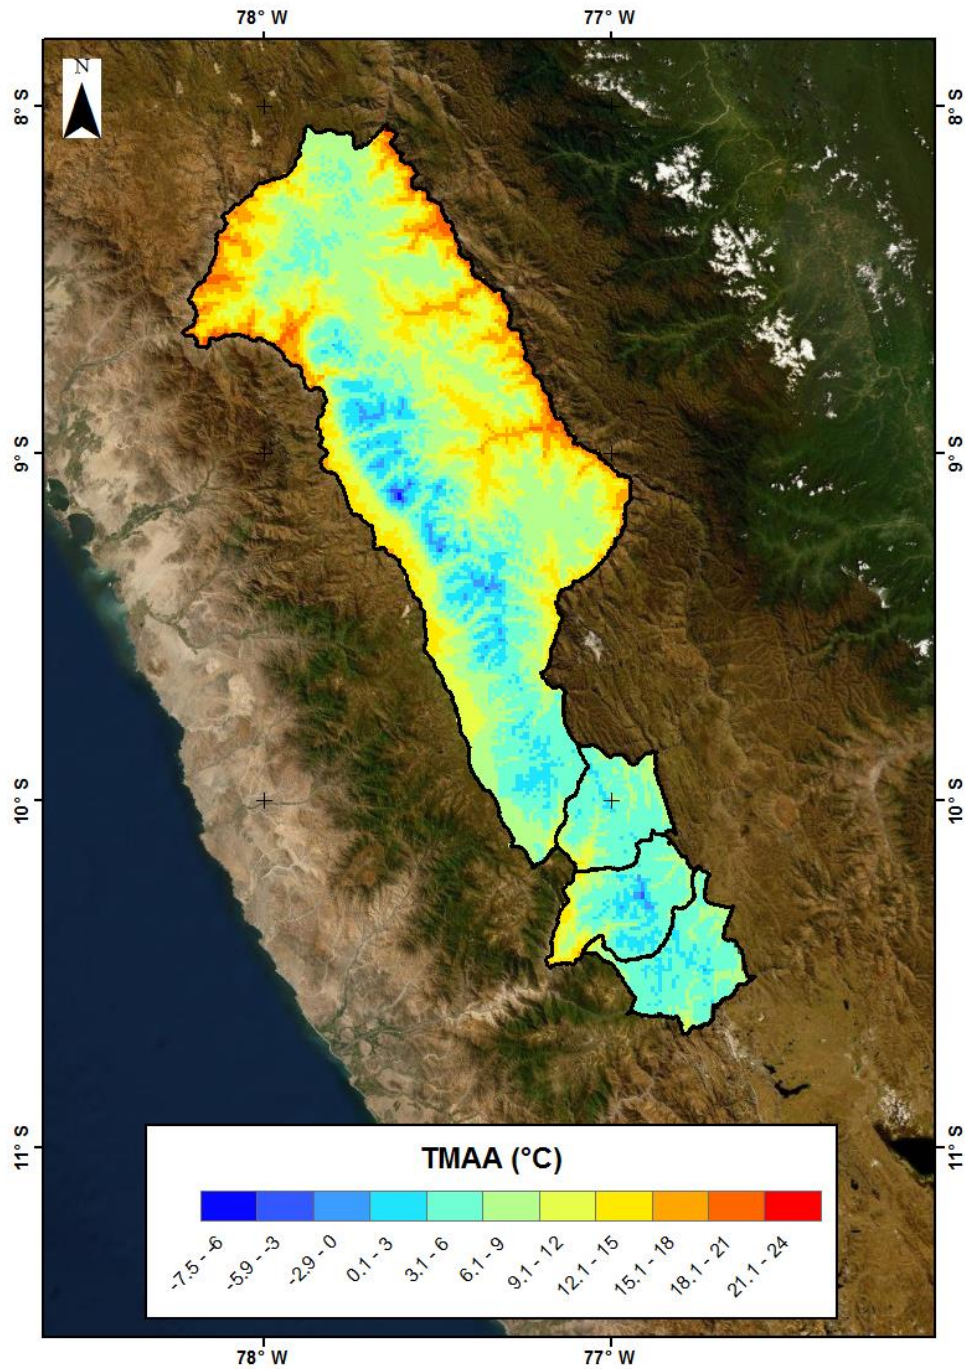 78° W 77° W
N
8° S 8° S
9° S 9° S
10° S 10° S
11° S 11° S
TMAA (°C)
-7.5 - -6 -5.9 - -3 -2.9 - 0 0.1 - 3 3.1 - 6 6.1 - 9 9.1 - 12 12.1 - 15 15.1 - 18 18.1 - 21 21.1 - 24
78° W 77° W